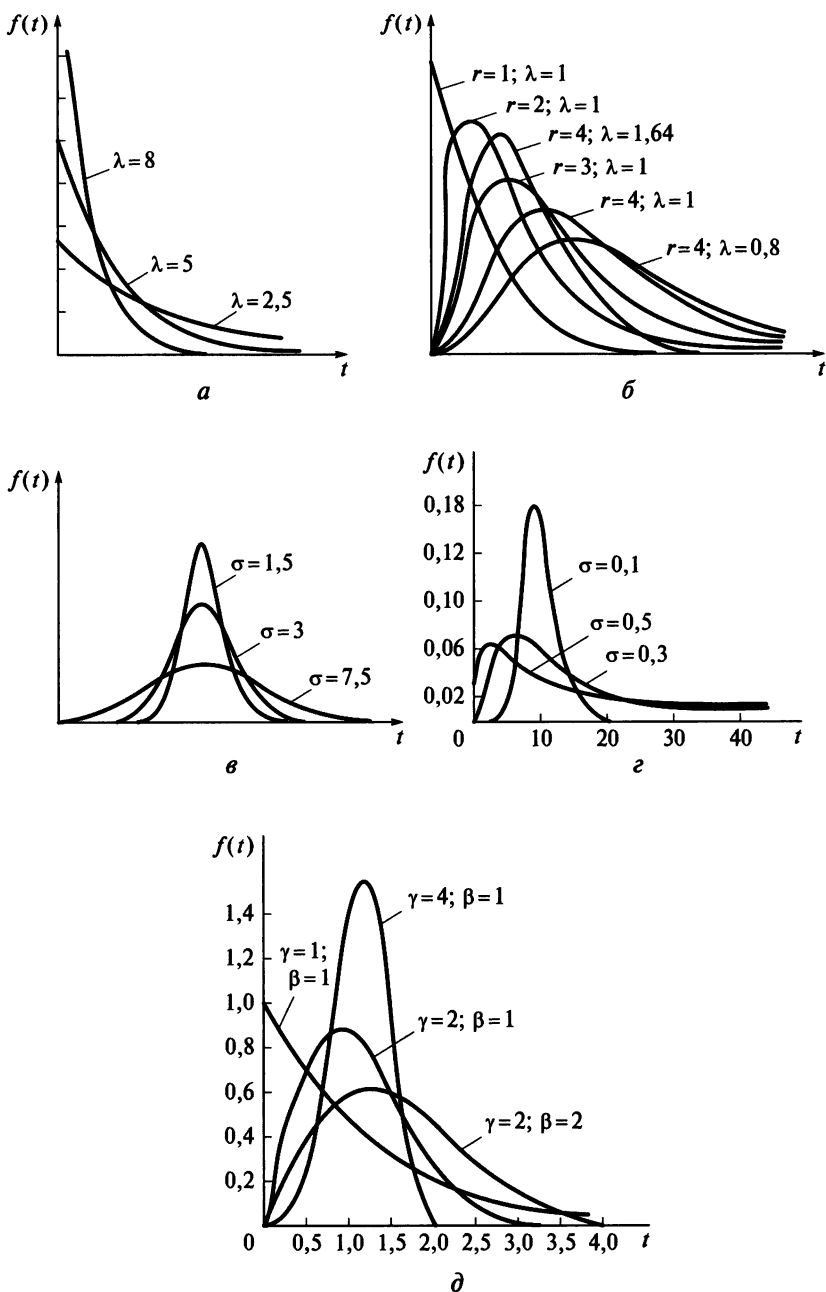 f(t)
λ=8
λ=5
λ=2,5
t
а
f(t)
r=1; λ=1
r=2; λ=1
r=4; λ=1,64
r=3; λ=1
r=4; λ=1
r=4; λ=0,8
t
б
f(t)
σ=1,5
σ=3
σ=7,5
t
в
f(t)
0,18
0,12
0,10
0,06
0,02
σ=0,1
σ=0,5
σ=0,3
0 10 20 30 40 t
г
f(t)
1,4
1,2
1,0
0,8
0,6
0,4
0,2
γ=4; β=1
γ=1;
β=1
γ=2; β=1
γ=2; β=2
0 0,5 1,0 1,5 2,0 2,5 3,0 3,5 4,0 t
д